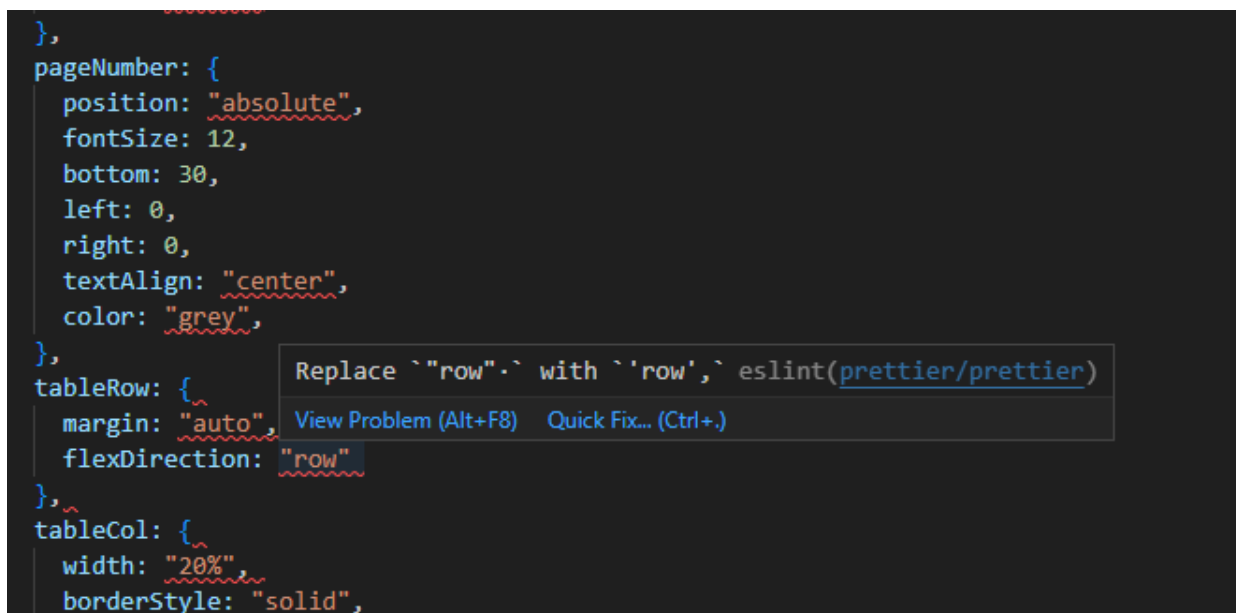 },
pageNumber: {
position: "absolute",
fontSize: 12,
bottom: 30,
left: 0,
right: 0,
textAlign: "center",
color: "grey",
},
Replace `"row"·` with `'row',` eslint(prettier/prettier)
tableRow: {
margin: "auto",
View Problem (Alt+F8) Quick Fix... (Ctrl+.)
flexDirection: "row"
},
tableCol: {
width: "20%",
borderStyle: "solid",